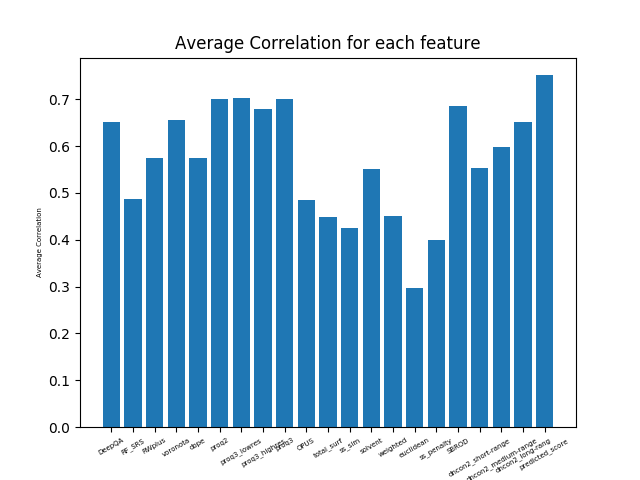 Average Correlation for each feature
Average Correlation
0.7
0.6
0.5
0.4
0.3
0.2
0.1
0.0
DeepQA
RF_SRS
RWplus
voronota
dope
proq2
proq3_lowres
proq3_highres
proq3
OPUS
total_surf
ss_sim
solvent
weighted
euclidean
ss_penalty
SBROD
dncon2_short-range
dncon2_medium-range
dncon2_long-rang
predicted_score